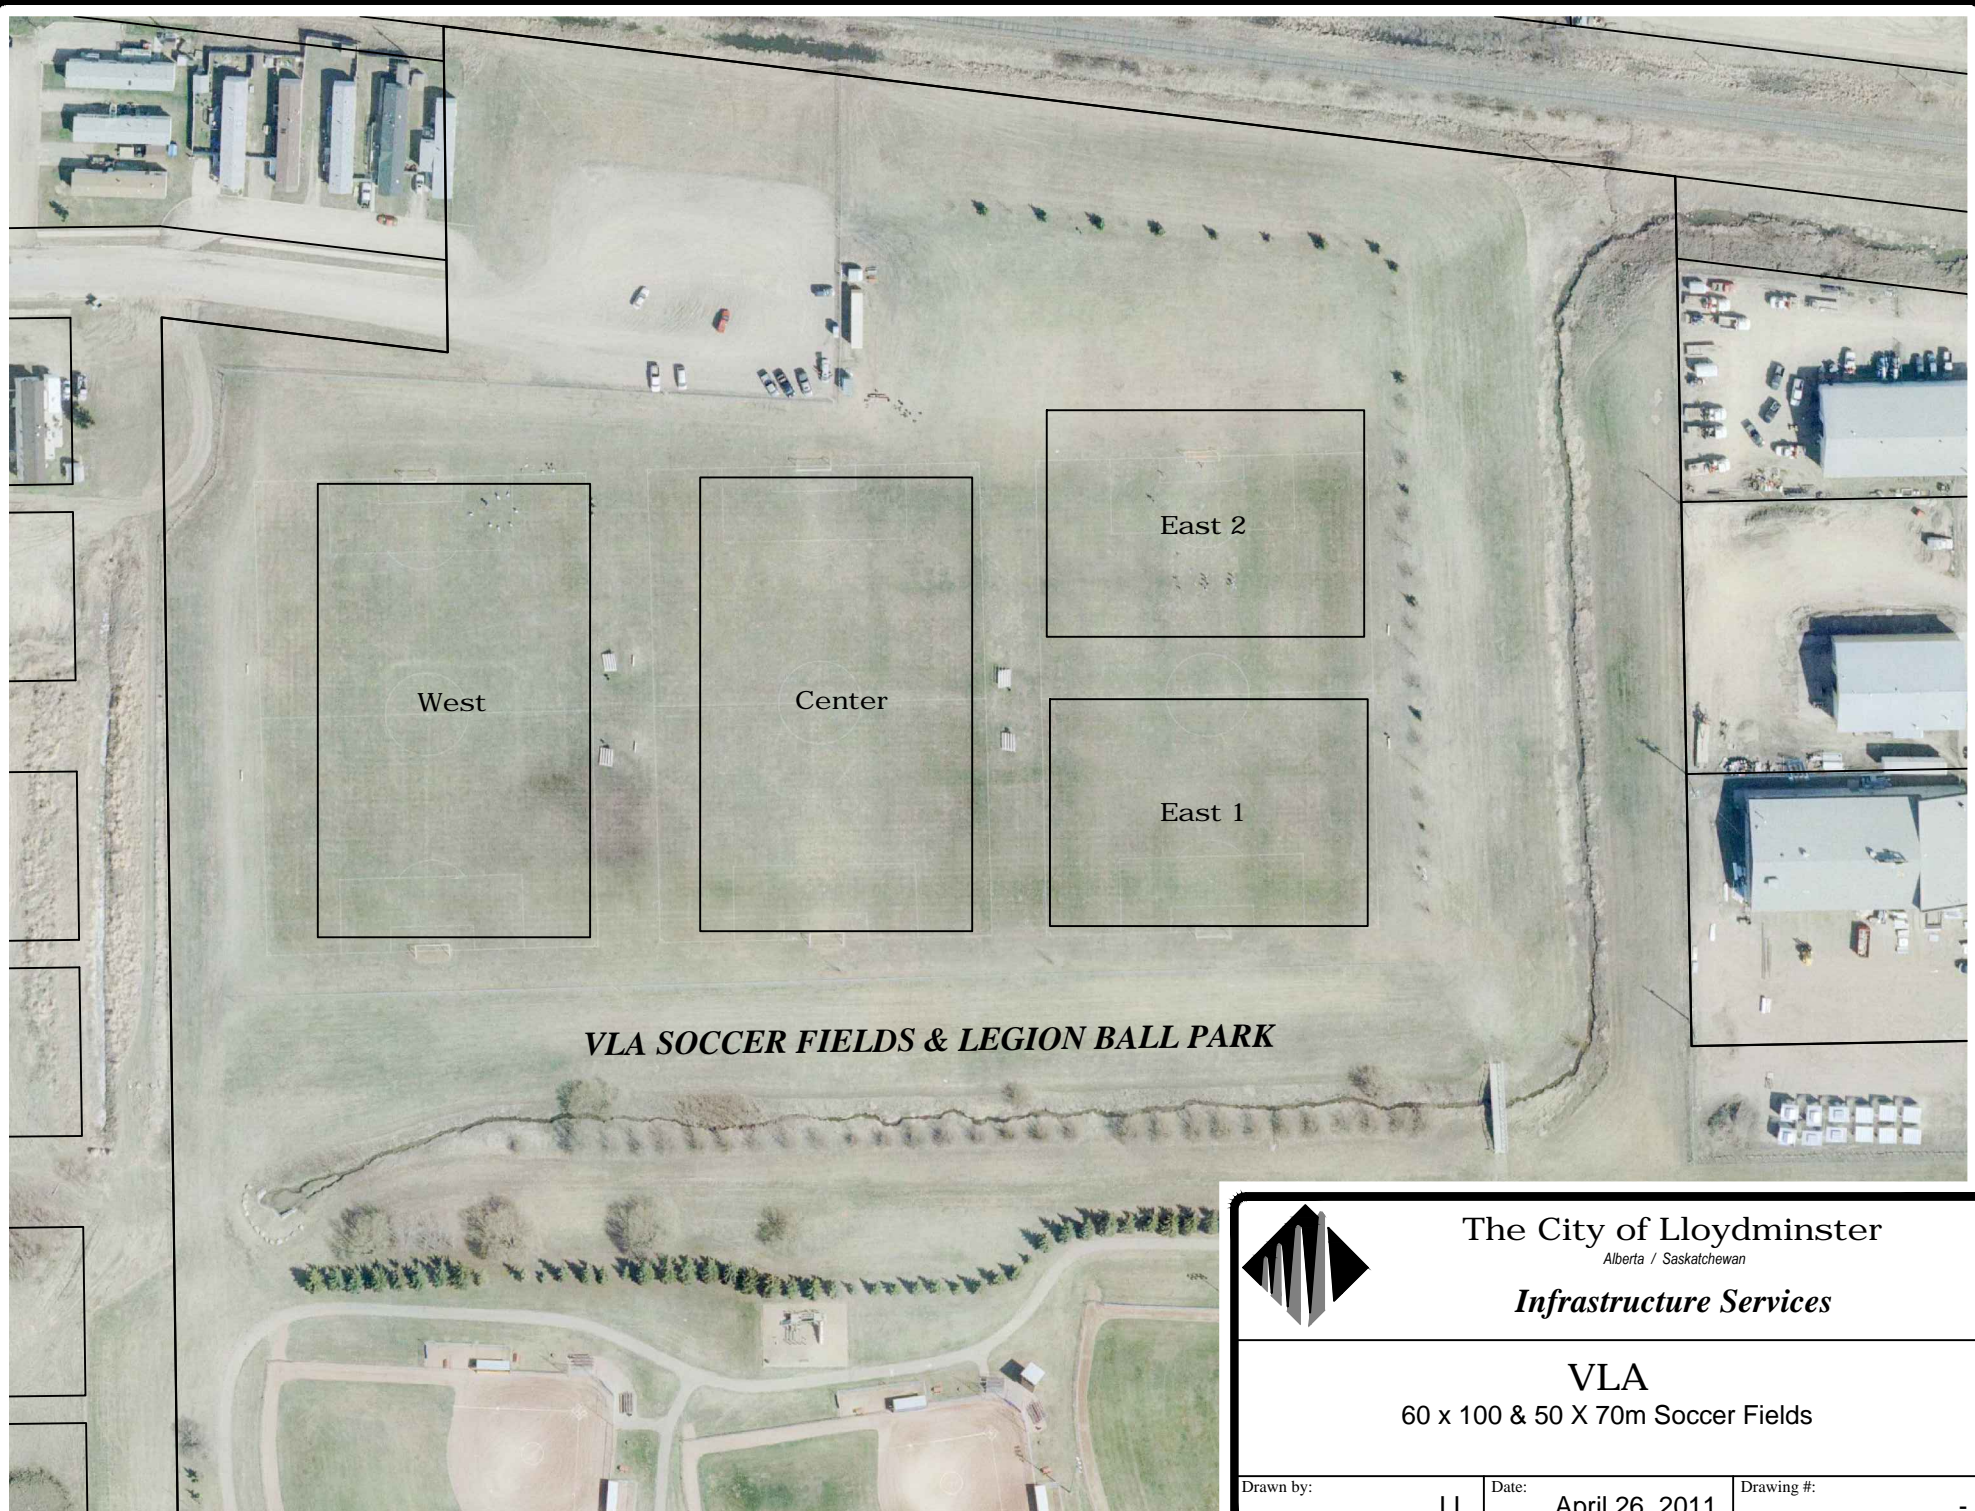 East 2
West
Center
East 1
VLA SOCCER FIELDS & LEGION BALL PARK
The City of Lloydminster
Alberta / Saskatchewan
Infrastructure Services
VLA
60 x 100 & 50 X 70m Soccer Fields
Drawn by:
Date:
April 26, 2011
Drawing #: